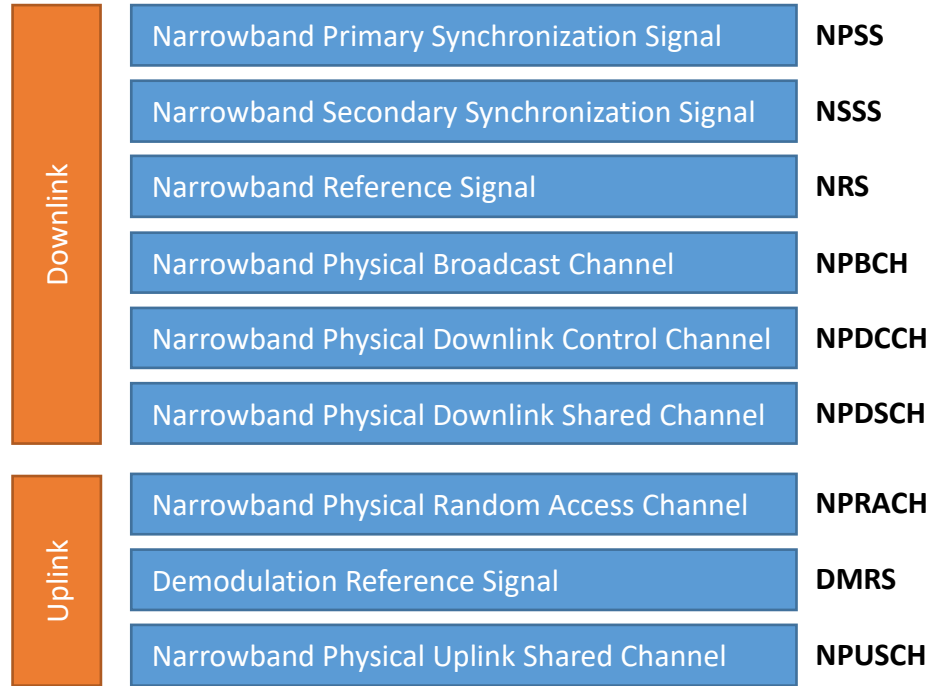 Downlink
Narrowband Primary Synchronization Signal NPSS
Narrowband Secondary Synchronization Signal NSSS
Narrowband Reference Signal NRS
Narrowband Physical Broadcast Channel NPBCH
Narrowband Physical Downlink Control Channel NPDCCH
Narrowband Physical Downlink Shared Channel NPDSCH
Uplink
Narrowband Physical Random Access Channel NPRACH
Demodulation Reference Signal DMRS
Narrowband Physical Uplink Shared Channel NPUSCH